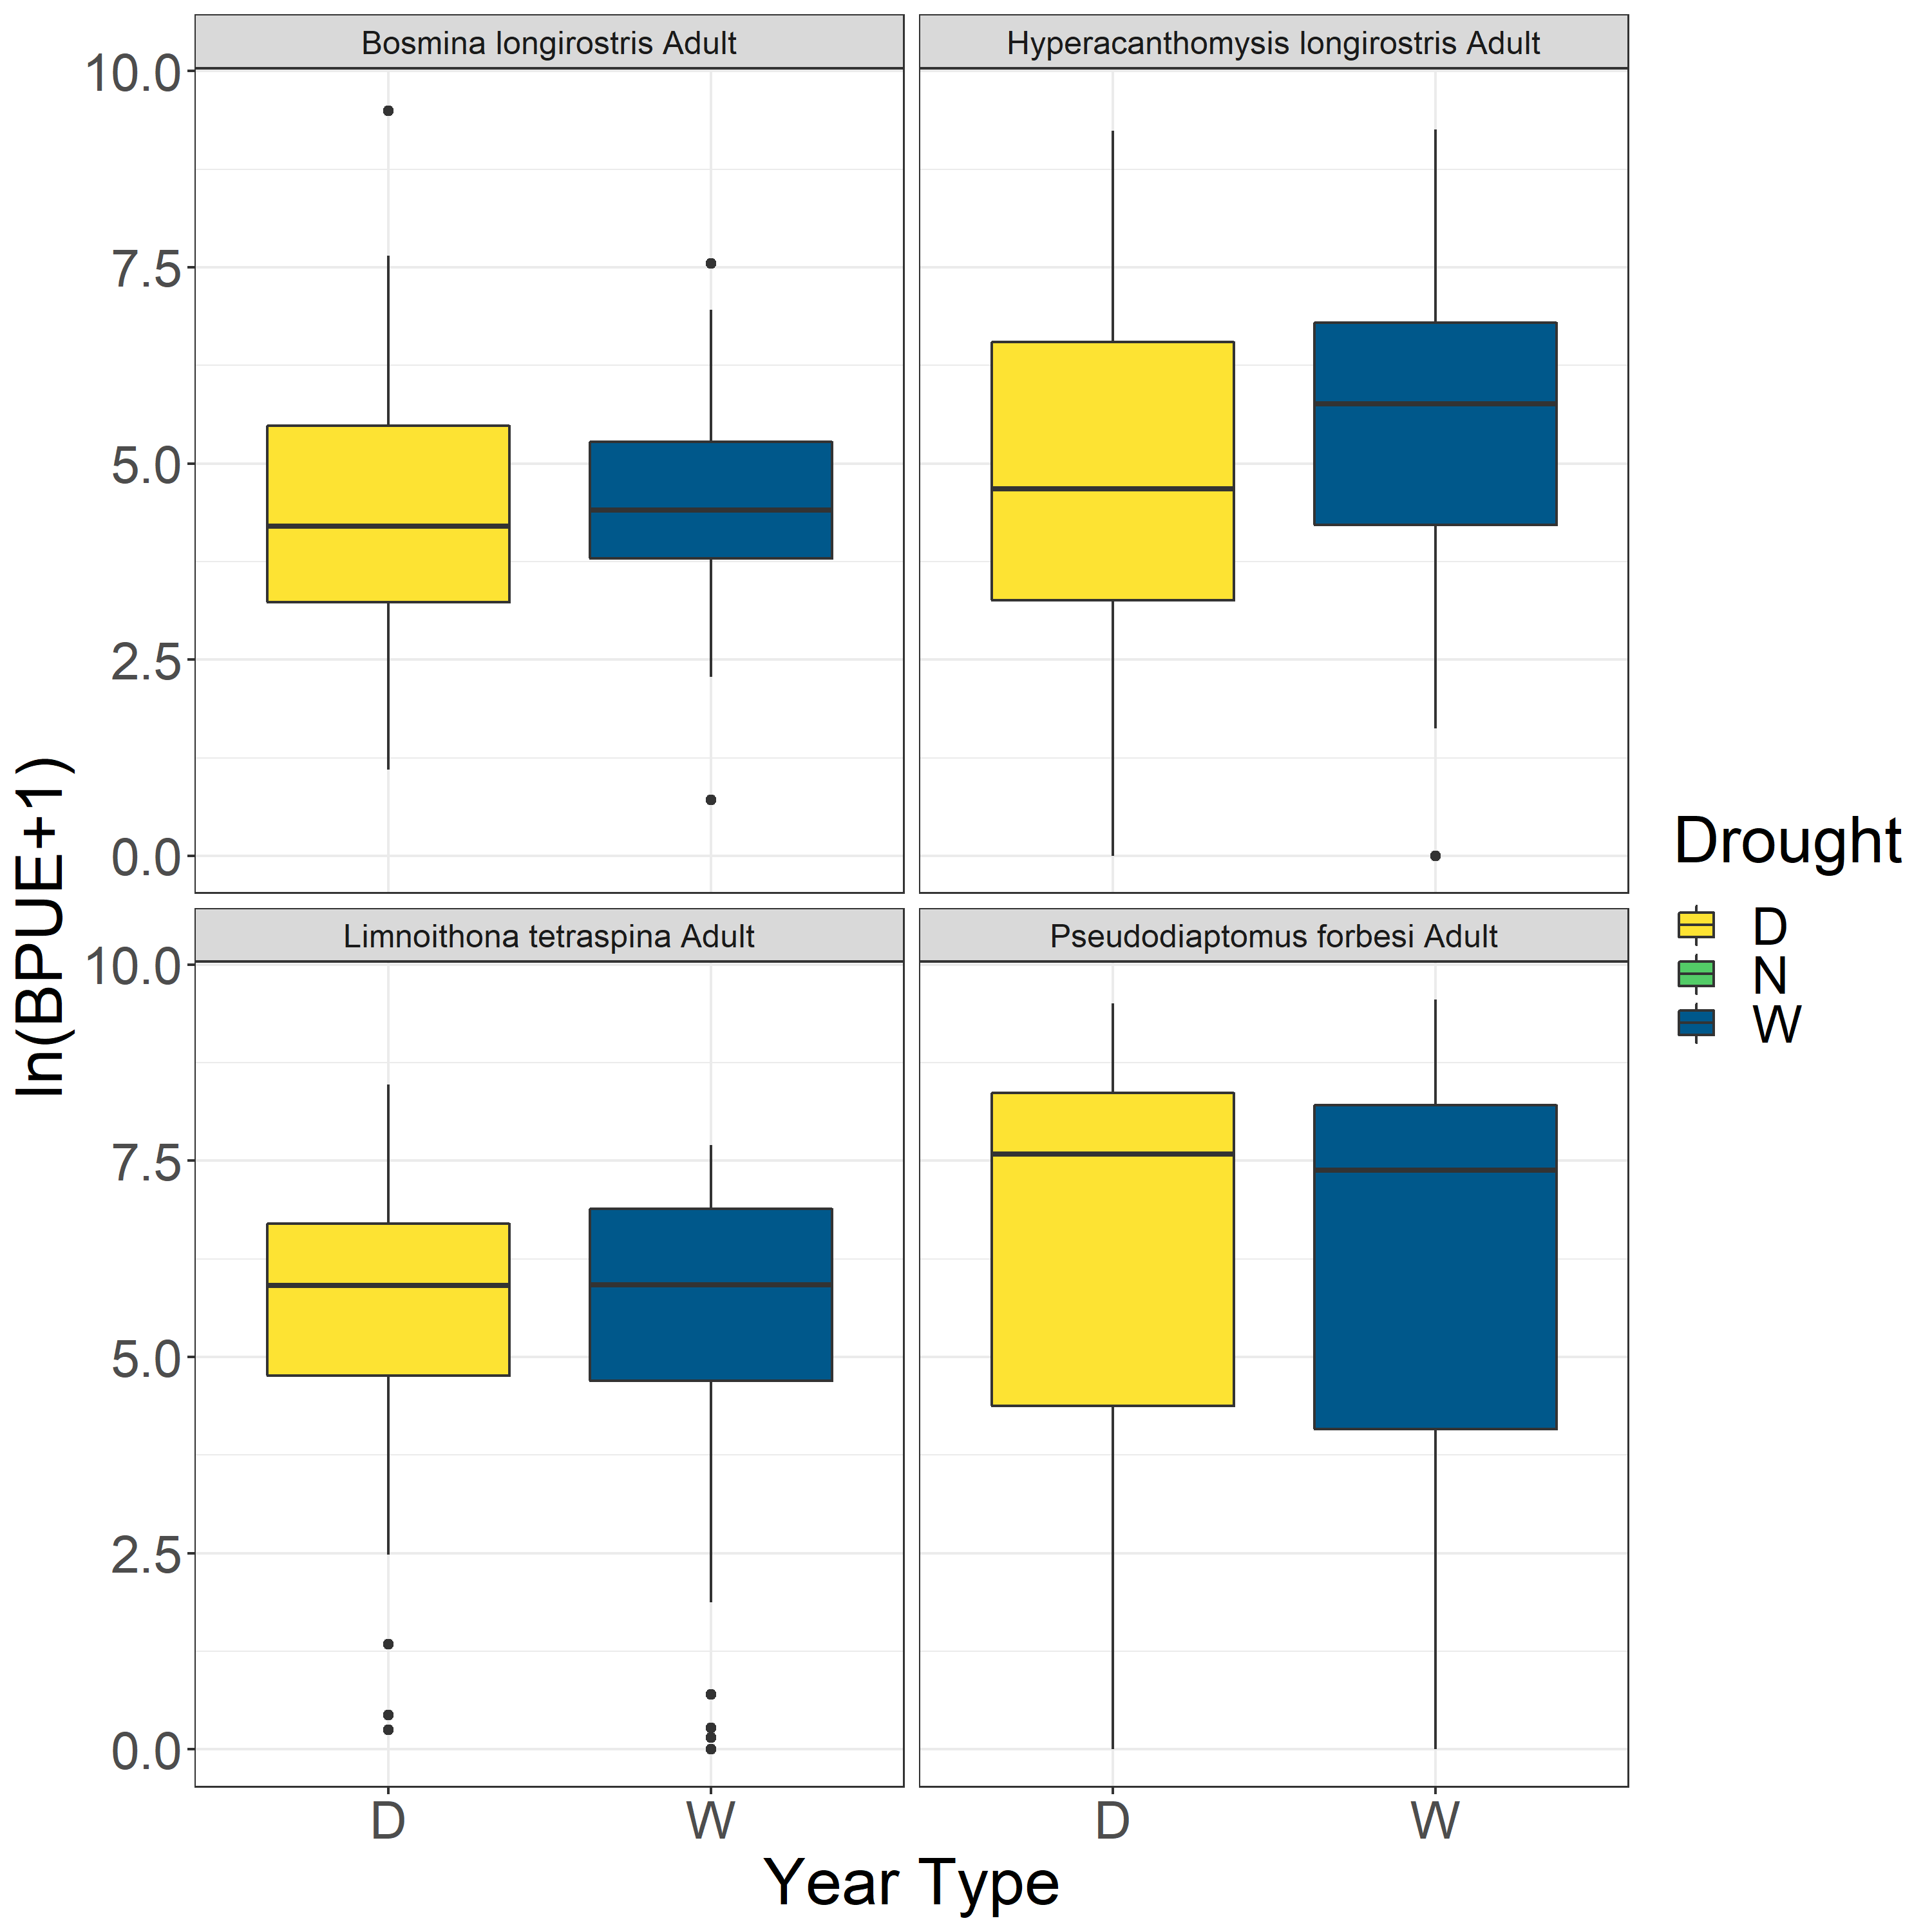 Bosmina longirostris Adult
Hyperacanthomysis longirostris Adult
10.0
7.5
5.0
2.5
0.0
Limnoithona tetraspina Adult
Pseudodiaptomus forbesi Adult
10.0
7.5
5.0
2.5
0.0
ln(BPUE+1)
D
W
D
W
Year Type
Drought
D
N
W